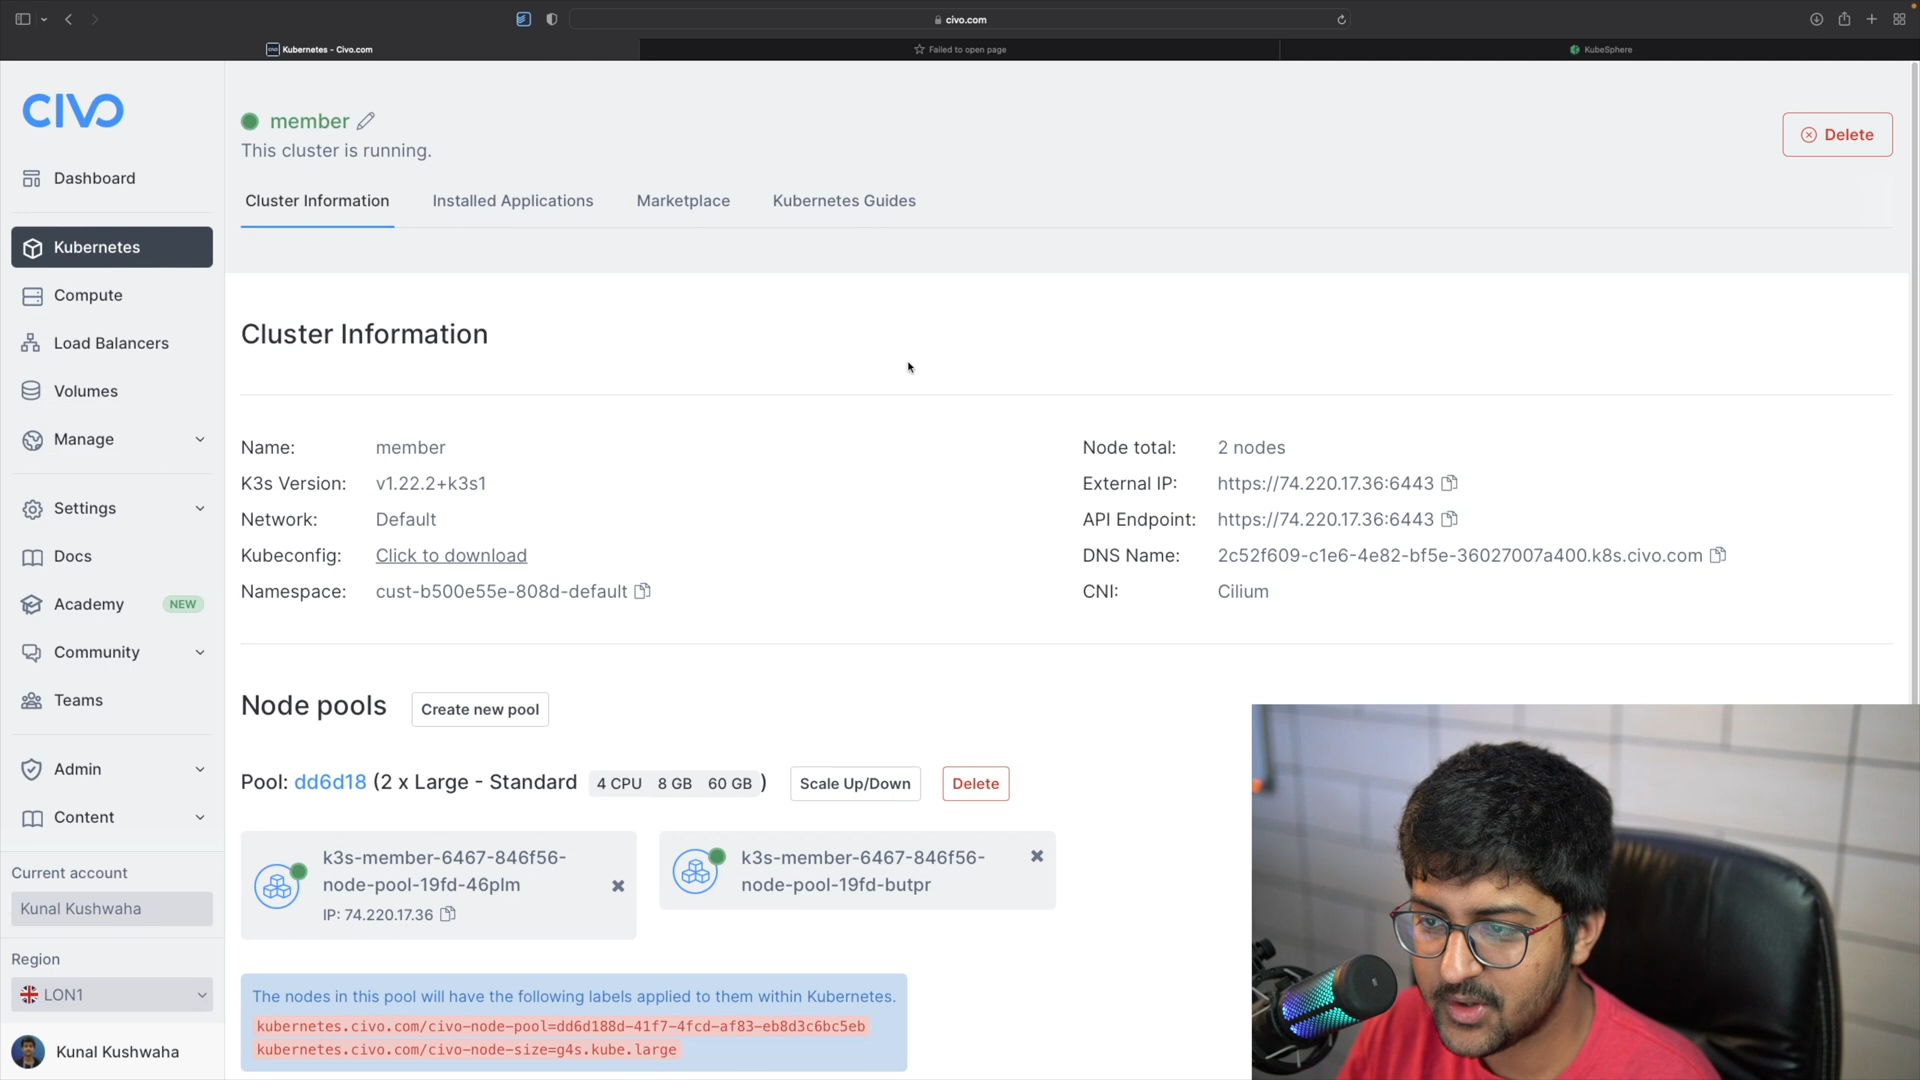 civo.com
Kubernetes - Civo.com
Failed to open page
KubeSphere
CIVO
Dashboard
Kubernetes
Compute
Load Balancers
Volumes
Manage
Settings
Docs
Academy NEW
Community
Teams
Admin
Content
Current account
Kunal Kushwaha
Region
LON1
Kunal Kushwaha
member
This cluster is running.
Delete
Cluster Information Installed Applications Marketplace Kubernetes Guides
Cluster Information
Name: member
K3s Version: v1.22.2+k3s1
Network: Default
Kubeconfig: Click to download
Namespace: cust-b500e55e-808d-default
Node total: 2 nodes
External IP: https://74.220.17.36:6443
API Endpoint: https://74.220.17.36:6443
DNS Name: 2c52f609-c1e6-4e82-bf5e-36027007a400.k8s.civo.com
CNI: Cilium
Node pools Create new pool
Pool: dd6d18 (2 x Large - Standard 4 CPU 8 GB 60 GB ) Scale Up/Down Delete
k3s-member-6467-846f56-
node-pool-19fd-46plm
IP: 74.220.17.36
k3s-member-6467-846f56-
node-pool-19fd-butpr
The nodes in this pool will have the following labels applied to them within Kubernetes.
kubernetes.civo.com/civo-node-pool=dd6d188d-41f7-4fcd-af83-eb8d3c6bc5eb
kubernetes.civo.com/civo-node-size=g4s.kube.large